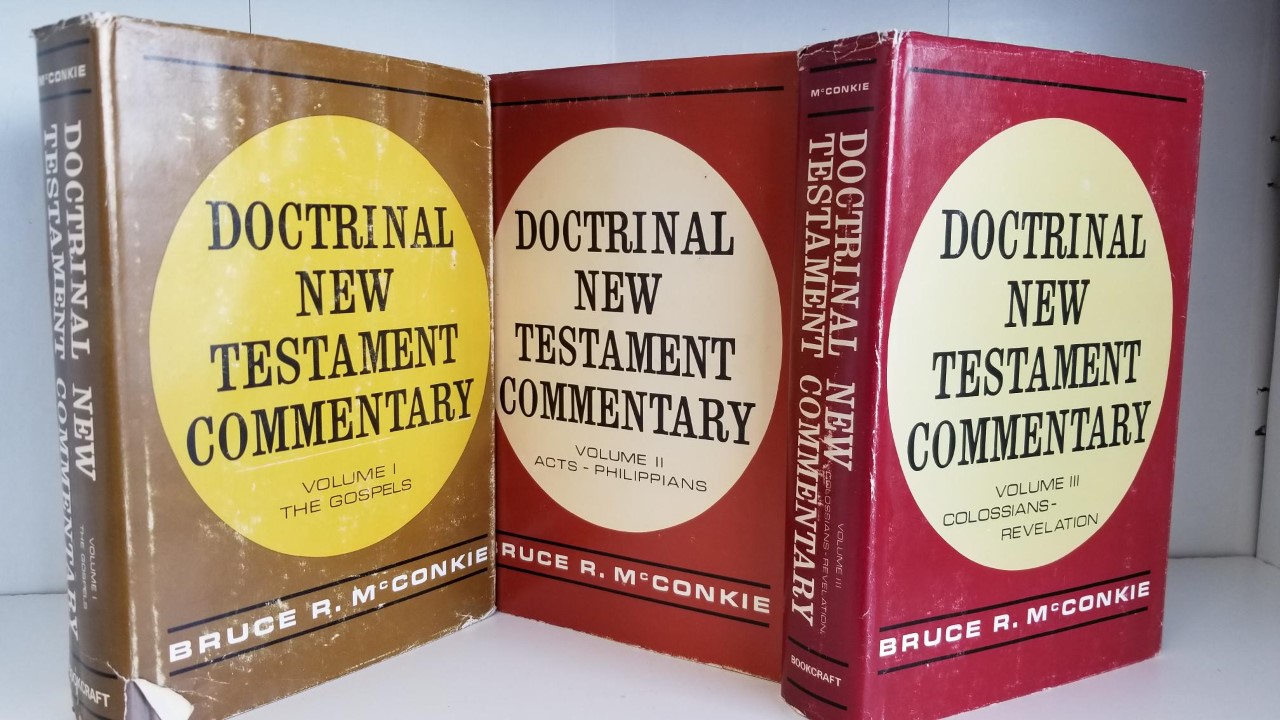 McCONKIE
DOCTRINAL NEW
TESTAMENT COMMENTARY
VOLUME I
THE GOSPELS
BOOKCRAFT
DOCTRINAL
NEW
TESTAMENT
COMMENTARY
VOLUME I
THE GOSPELS
BRUCE R. McCONKIE
DOCTRINAL
NEW
TESTAMENT
COMMENTARY
VOLUME II
ACTS - PHILIPPIANS
BRUCE R. McCONKIE
McCONKIE
DOCTRINAL NEW
TESTAMENT COMMENTARY
VOLUME III
COLOSSIANS - REVELATION
BOOKCRAFT
DOCTRINAL
NEW
TESTAMENT
COMMENTARY
VOLUME III
COLOSSIANS-
REVELATION
BRUCE R. McCONKIE